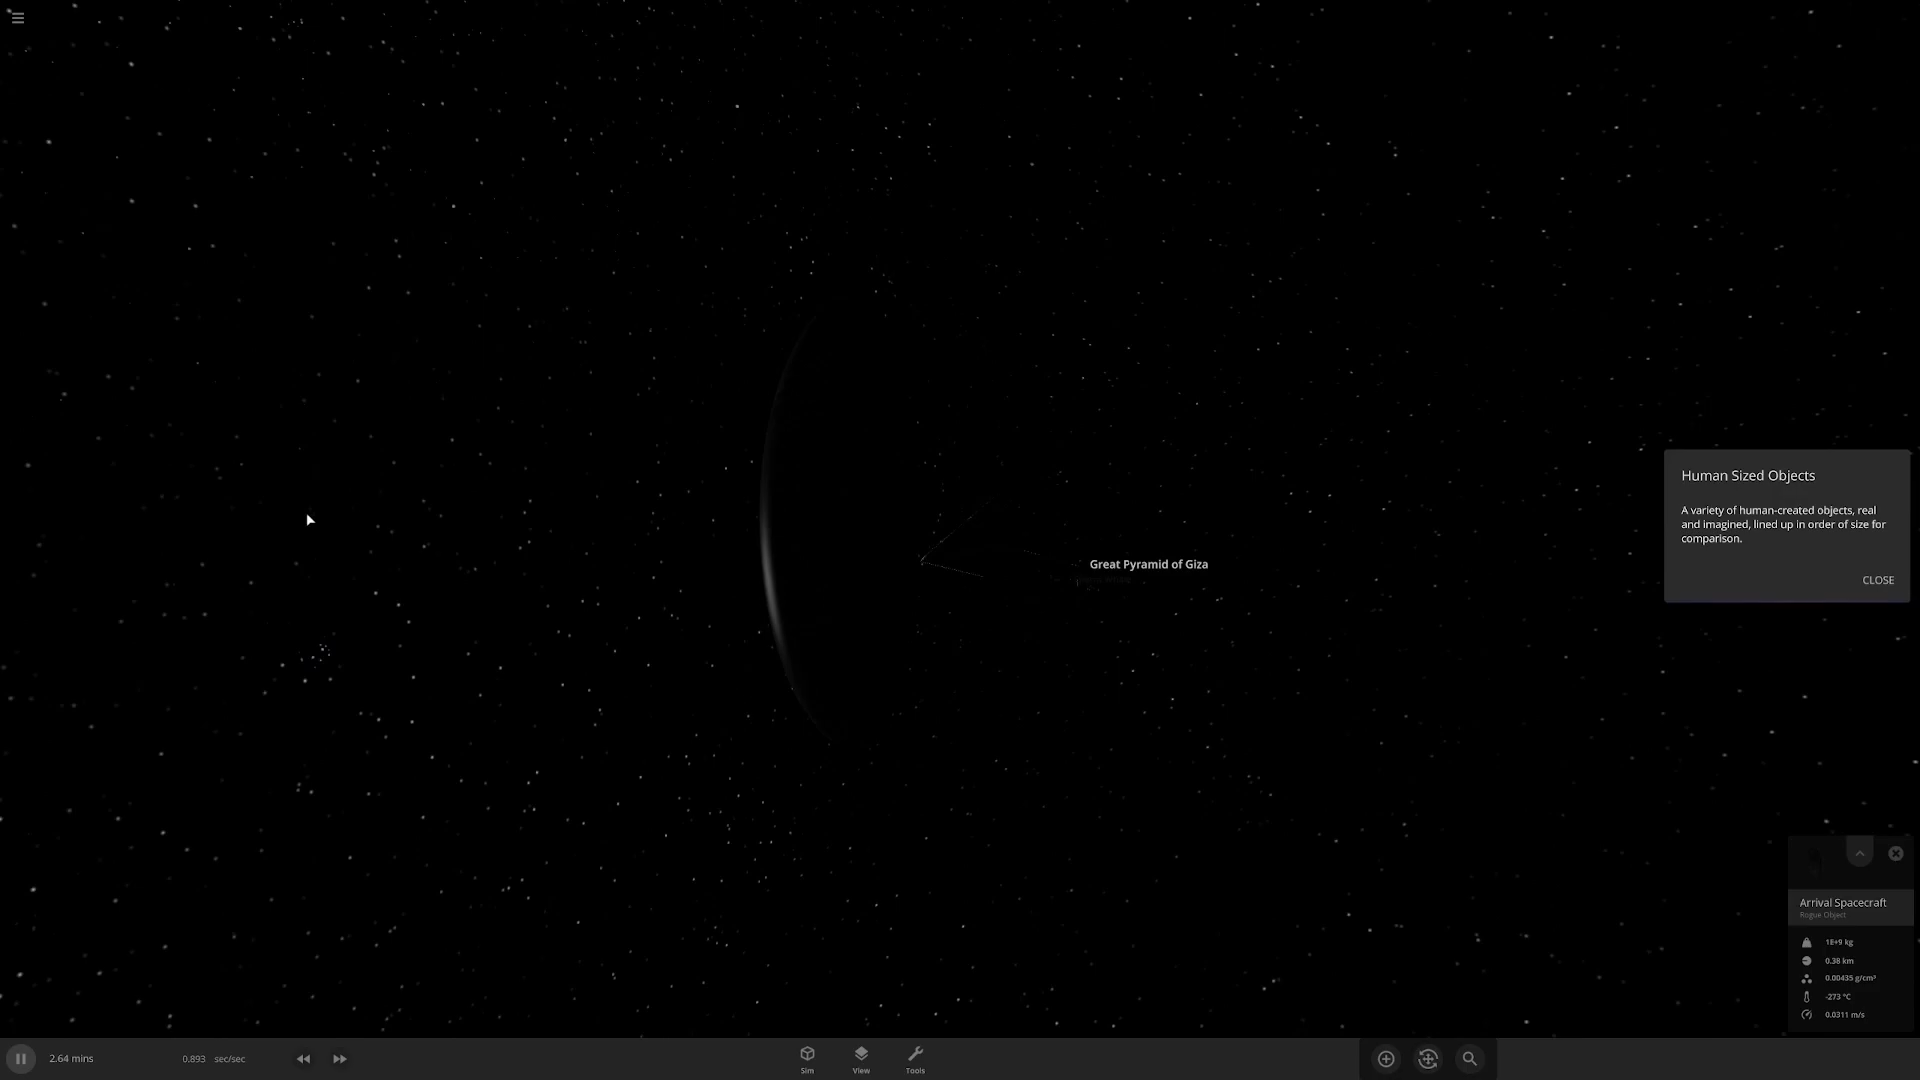 Great Pyramid of Giza
Human Sized Objects
A variety of human-created objects, real
and imagined, lined up in order of size for
comparison.
CLOSE
Arrival Spacecraft
Rogue Object
1E+9 kg
0.38 km
0.00435 g/cm³
-273 °C
0.0311 m/s
2.64 mins
0.893 sec/sec
Sim
View
Tools